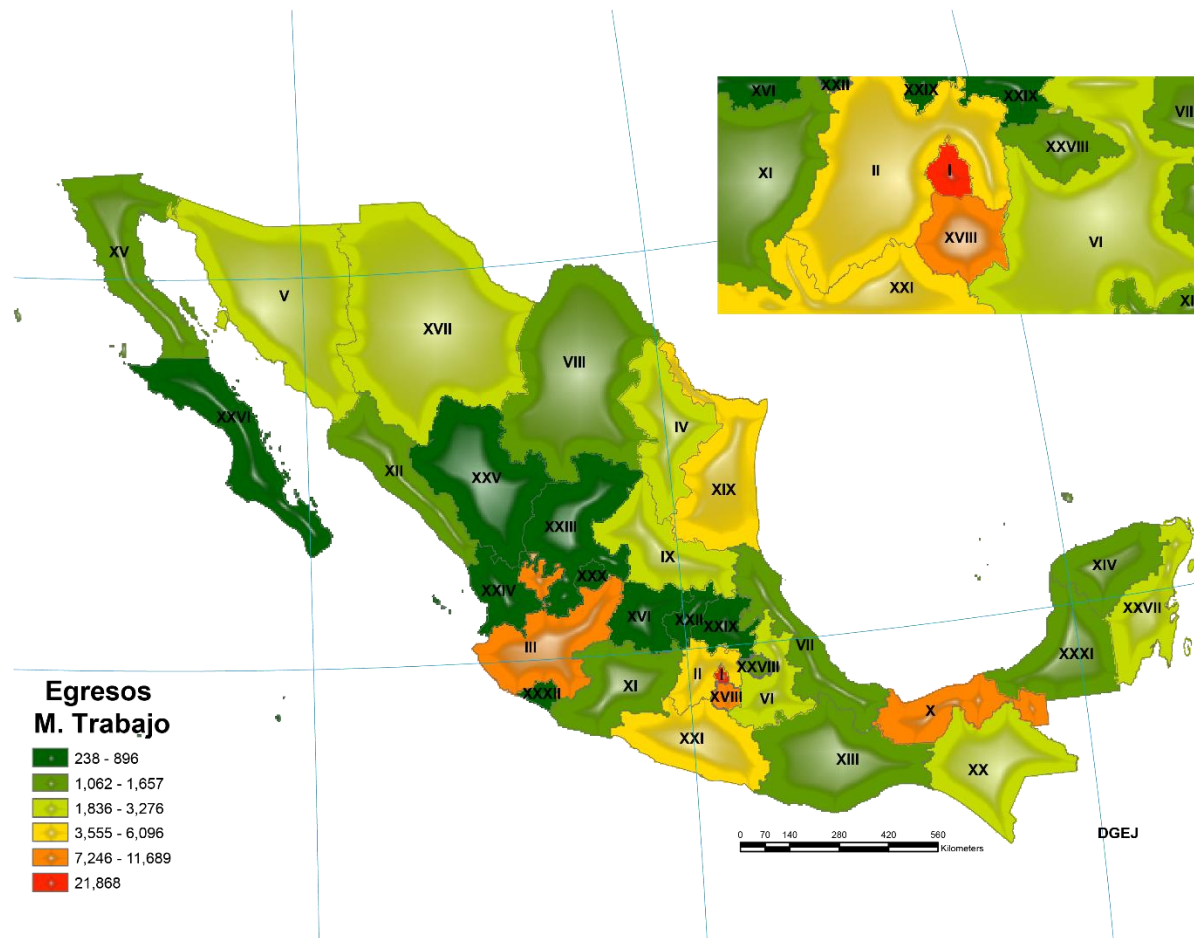 XVI
XXII
XXIX
XXIX
VII
XXVIII
XI
II
I
XVIII
VI
XXI
XI
XV
V
XVII
VIII
XXVI
XII
XXV
IV
XIX
XXIII
IX
XXIV
XXX
XVI
XXII
XXIX
III
XI
II
I
XXVIII
VII
XXXII
XVIII
VI
XXI
XIII
X
XX
XIV
XXVII
XXXI
Egresos
M. Trabajo
238 - 896
1,062 - 1,657
1,836 - 3,276
3,555 - 6,096
7,246 - 11,689
21,868
0 70 140 280 420 560
Kilometers
DGEJ